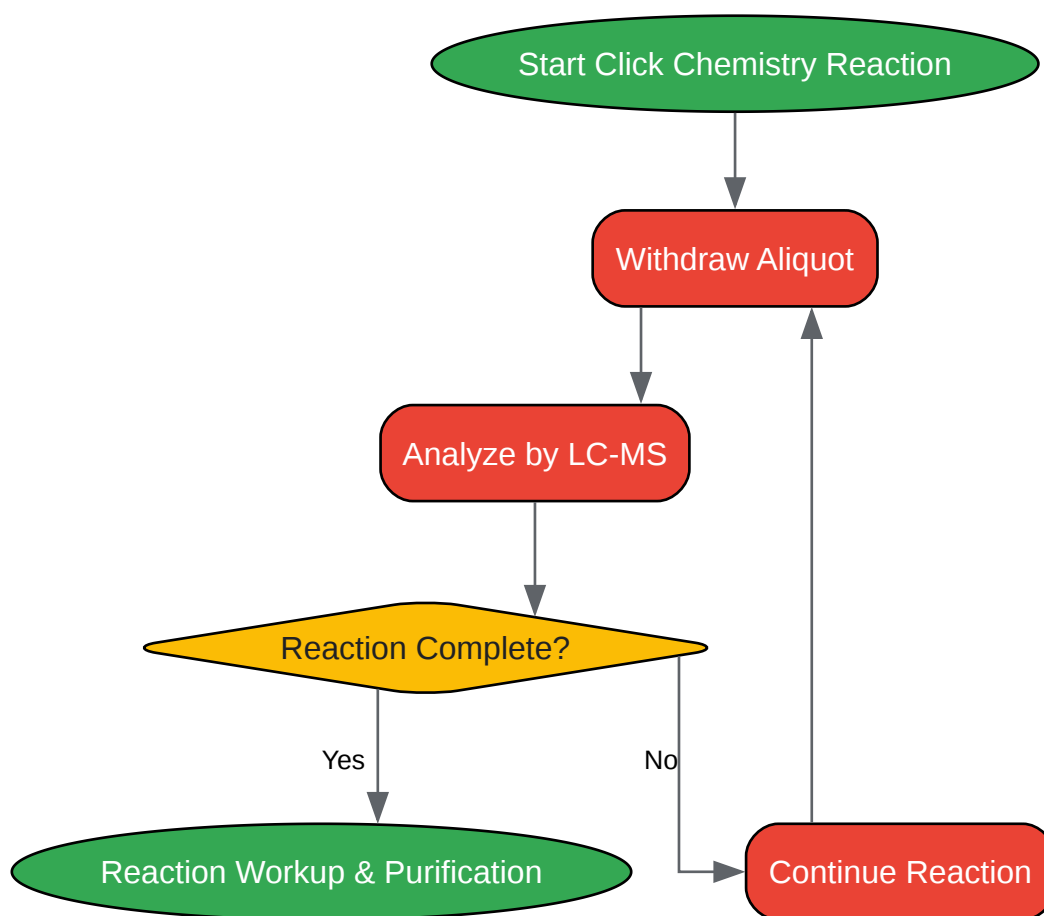 Start Click Chemistry Reaction
Withdraw Aliquot
Analyze by LC-MS
Reaction Complete?
Yes
No
Reaction Workup & Purification
Continue Reaction